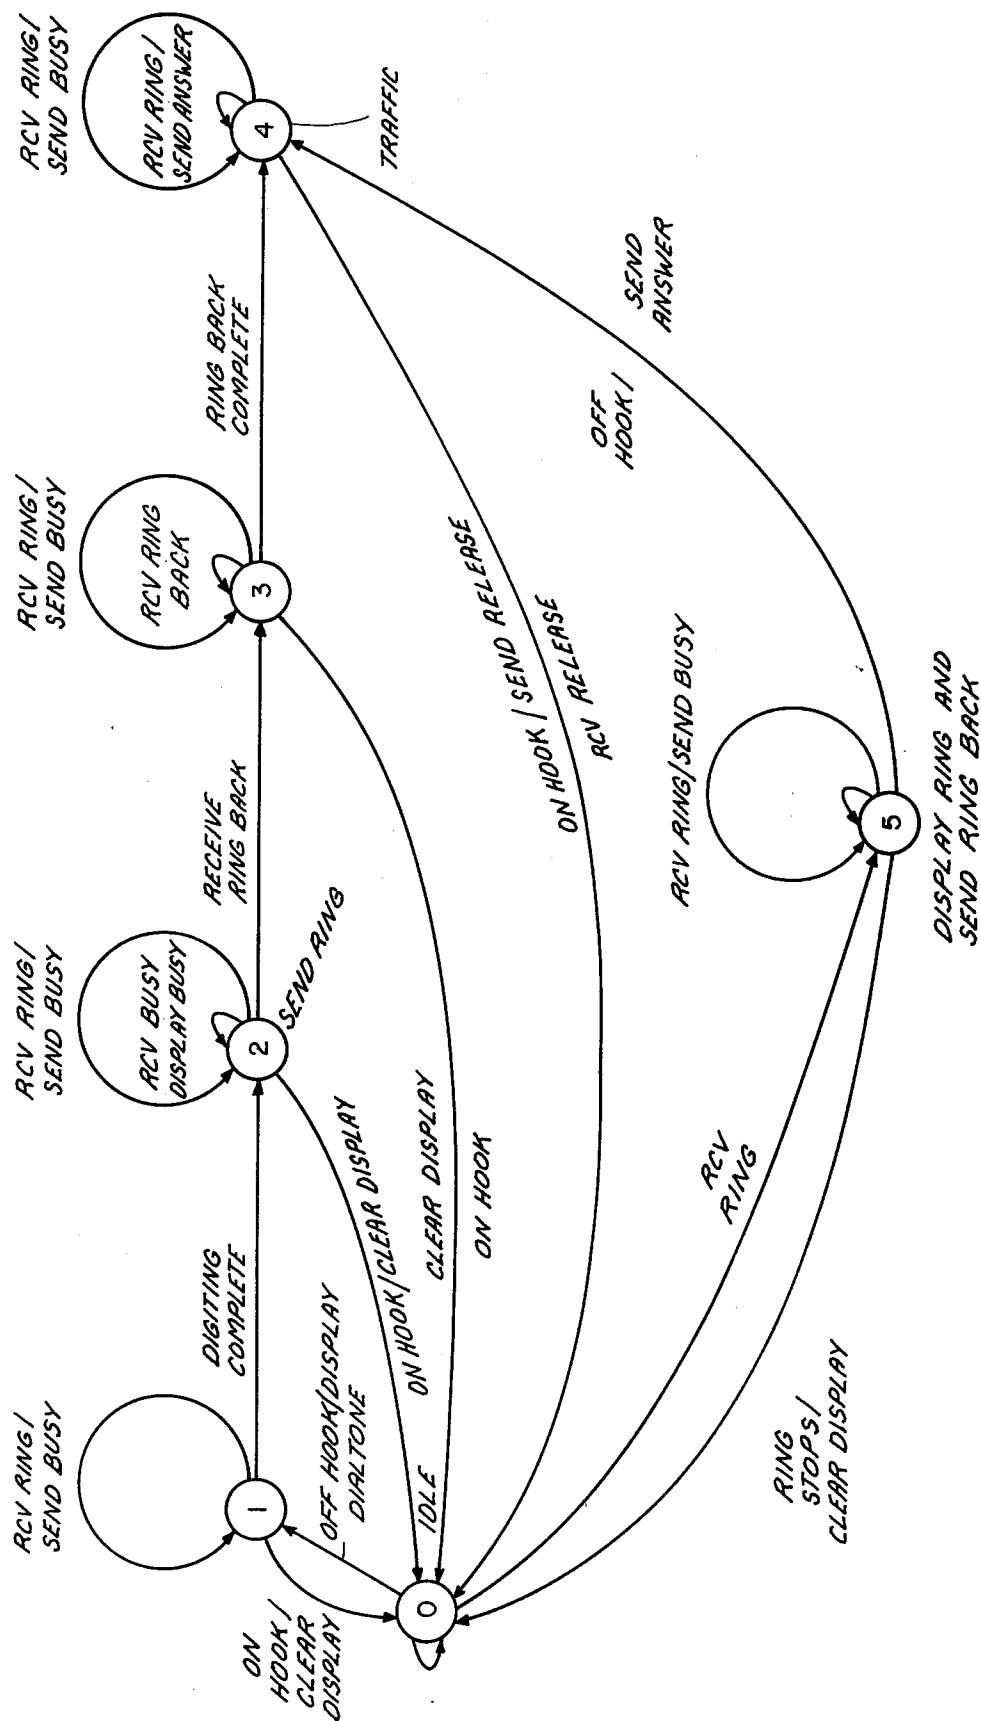 RCV RING/
SEND BUSY
RCV RING/
SEND BUSY
RCV BUSY
DISPLAY BUSY
RCV RING/
SEND BUSY
RCV RING
BACK
RCV RING/
SEND BUSY
RCV RING/
SEND ANSWER
1
DIGITING
COMPLETE
2
SEND RING
RECEIVE
RING BACK
3
RING BACK
COMPLETE
4
TRAFFIC
ON
HOOK/
CLEAR
DISPLAY
OFF HOOK/DISPLAY
DIALTONE
ON HOOK/CLEAR DISPLAY
CLEAR DISPLAY
ON HOOK
IDLE
0
ON HOOK/SEND RELEASE
RCV RELEASE
OFF
HOOK/
SEND
ANSWER
RCV
RING
RCV RING/SEND BUSY
5
RING
STOPS/
CLEAR DISPLAY
DISPLAY RING AND
SEND RING BACK